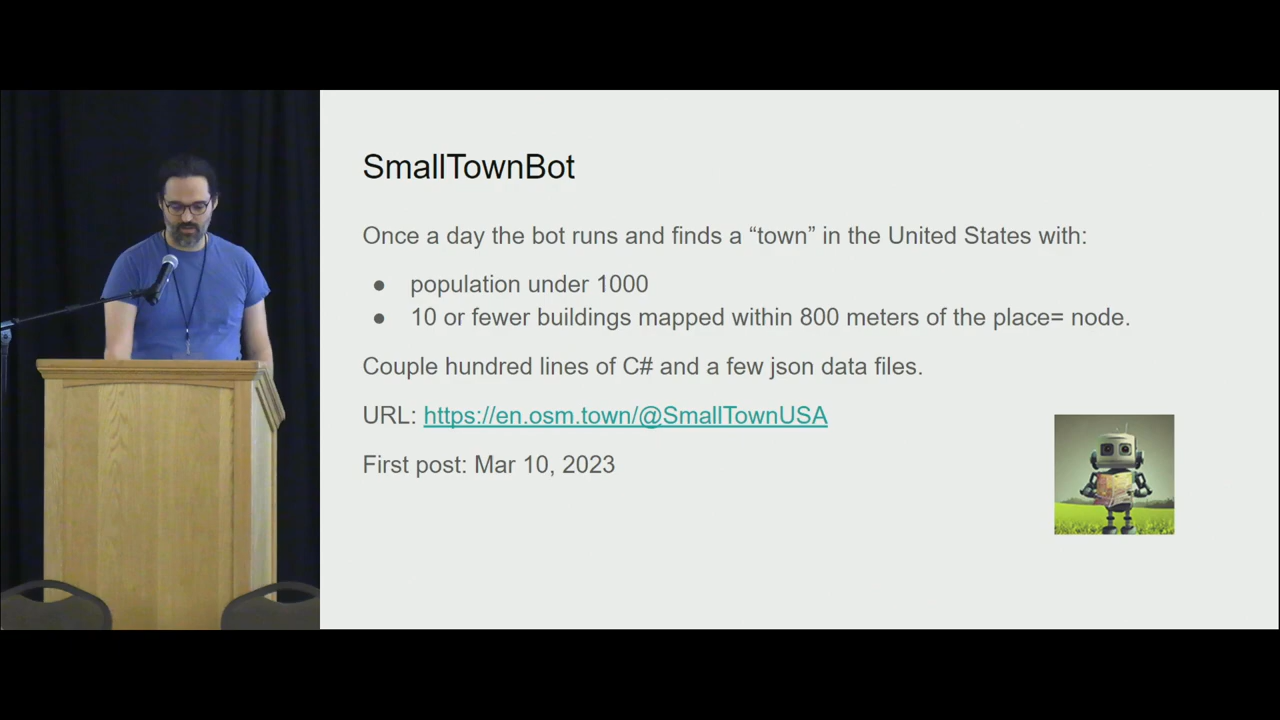 SmallTownBot
Once a day the bot runs and finds a “town” in the United States with:
● population under 1000
● 10 or fewer buildings mapped within 800 meters of the place= node.
Couple hundred lines of C# and a few json data files.
URL: https://en.osm.town/@SmallTownUSA
First post: Mar 10, 2023